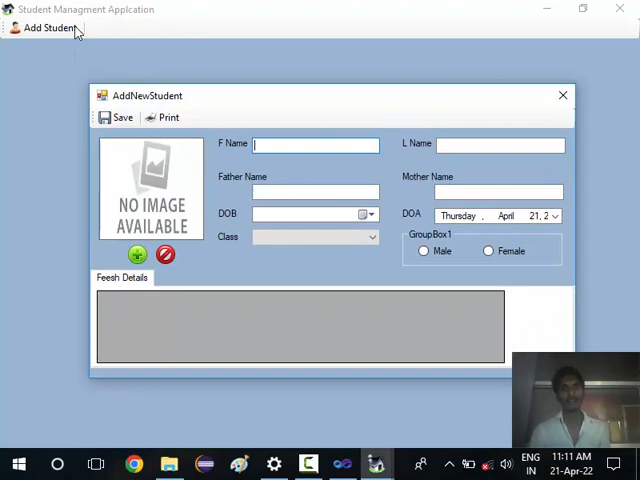 Student Managment Applcation
Add Student
AddNewStudent
Save Print
F Name L Name
NO IMAGE
AVAILABLE
Father Name Mother Name
DOB DOA Thursday , April 21, 2
Class GroupBox1
Male Female
Feesh Details
ENG 11:11 AM
IN 21-Apr-22